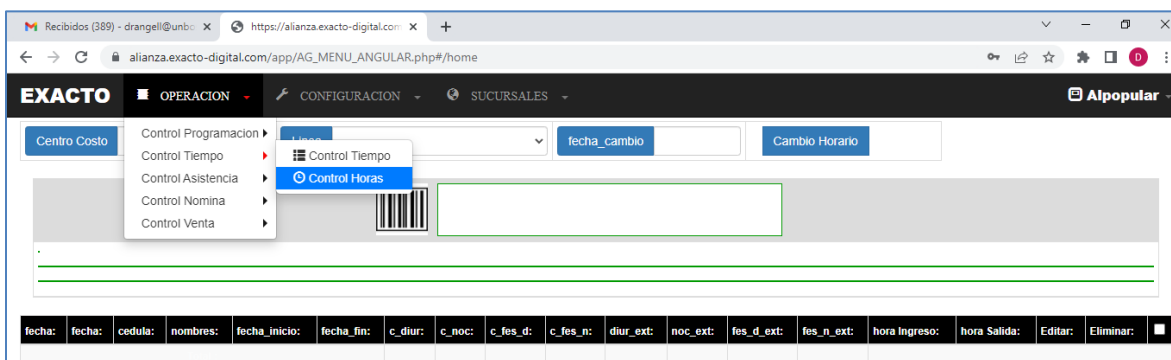 Recibidos (389) - drangell@unbo
https://alianza.exacto-digital.com
alianza.exacto-digital.com/app/AG_MENU_ANGULAR.php#/home
D
EXACTO OPERACION CONFIGURACION SUCURSALES Alpopular
Centro Costo fecha_cambio Cambio Horario
Control Programacion
Control Tiempo
Control Asistencia
Control Nomina
Control Venta
Control Tiempo
Control Horas
fecha: fecha: cedula: nombres: fecha_inicio: fecha_fin: c_diur: c_noc: c_fes_d: c_fes_n: diur_ext: noc_ext: fes_d_ext: fes_n_ext: hora Ingreso: hora Salida: Editar: Eliminar: